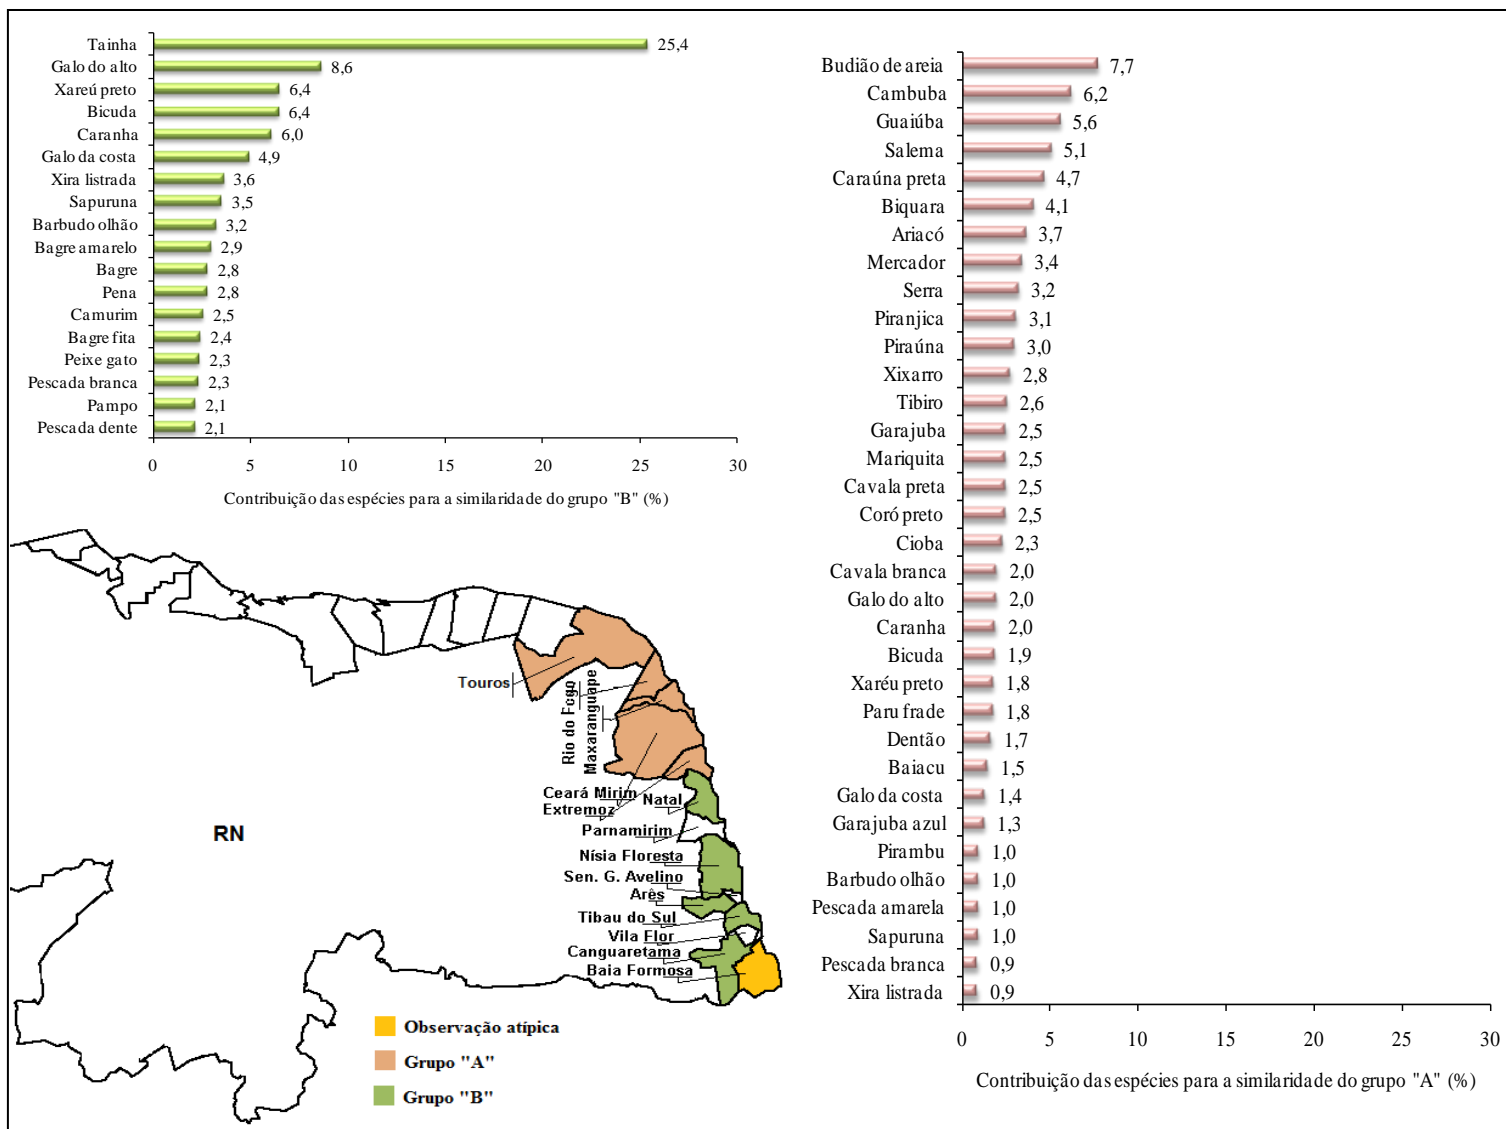 Tainha 25,4
Galo do alto 8,6
Xareú preto 6,4
Bicuda 6,4
Caranha 6,0
Galo da costa 4,9
Xira listrada 3,6
Sapuruna 3,5
Barbudo olhão 3,2
Bagre amarelo 2,9
Bagre 2,8
Pena 2,8
Camurim 2,5
Bagre fita 2,4
Peixe gato 2,3
Pescada branca 2,3
Pampo 2,1
Pescada dente 2,1
0 5 10 15 20 25 30
Contribuição das espécies para a similaridade do grupo "B" (%)
Budião de areia 7,7
Cambuba 6,2
Guaiúba 5,6
Salema 5,1
Caraúna preta 4,7
Biquara 4,1
Ariacó 3,7
Mercador 3,4
Serra 3,2
Piranjica 3,1
Piraúna 3,0
Xixarro 2,8
Tibiro 2,6
Garajuba 2,5
Mariquita 2,5
Cavala preta 2,5
Coró preto 2,5
Cioba 2,3
Cavala branca 2,0
Galo do alto 2,0
Caranha 2,0
Bicuda 1,9
Xaréu preto 1,8
Paru frade 1,8
Dentão 1,7
Baiacu 1,5
Galo da costa 1,4
Garajuba azul 1,3
Pirambu 1,0
Barbudo olhão 1,0
Pescada amarela 1,0
Sapuruna 1,0
Pescada branca 0,9
Xira listrada 0,9
0 5 10 15 20 25 30
Contribuição das espécies para a similaridade do grupo "A" (%)
Touros
Rio do Fogo
Maxaranguape
Ceará Mirim
Extremoz
Natal
Parnamirim
RN
Nísia Floresta
Sen. G. Avelino
Arês
Tibau do Sul
Vila Flor
Canguaretama
Baia Formosa
Observação atípica
Grupo "A"
Grupo "B"